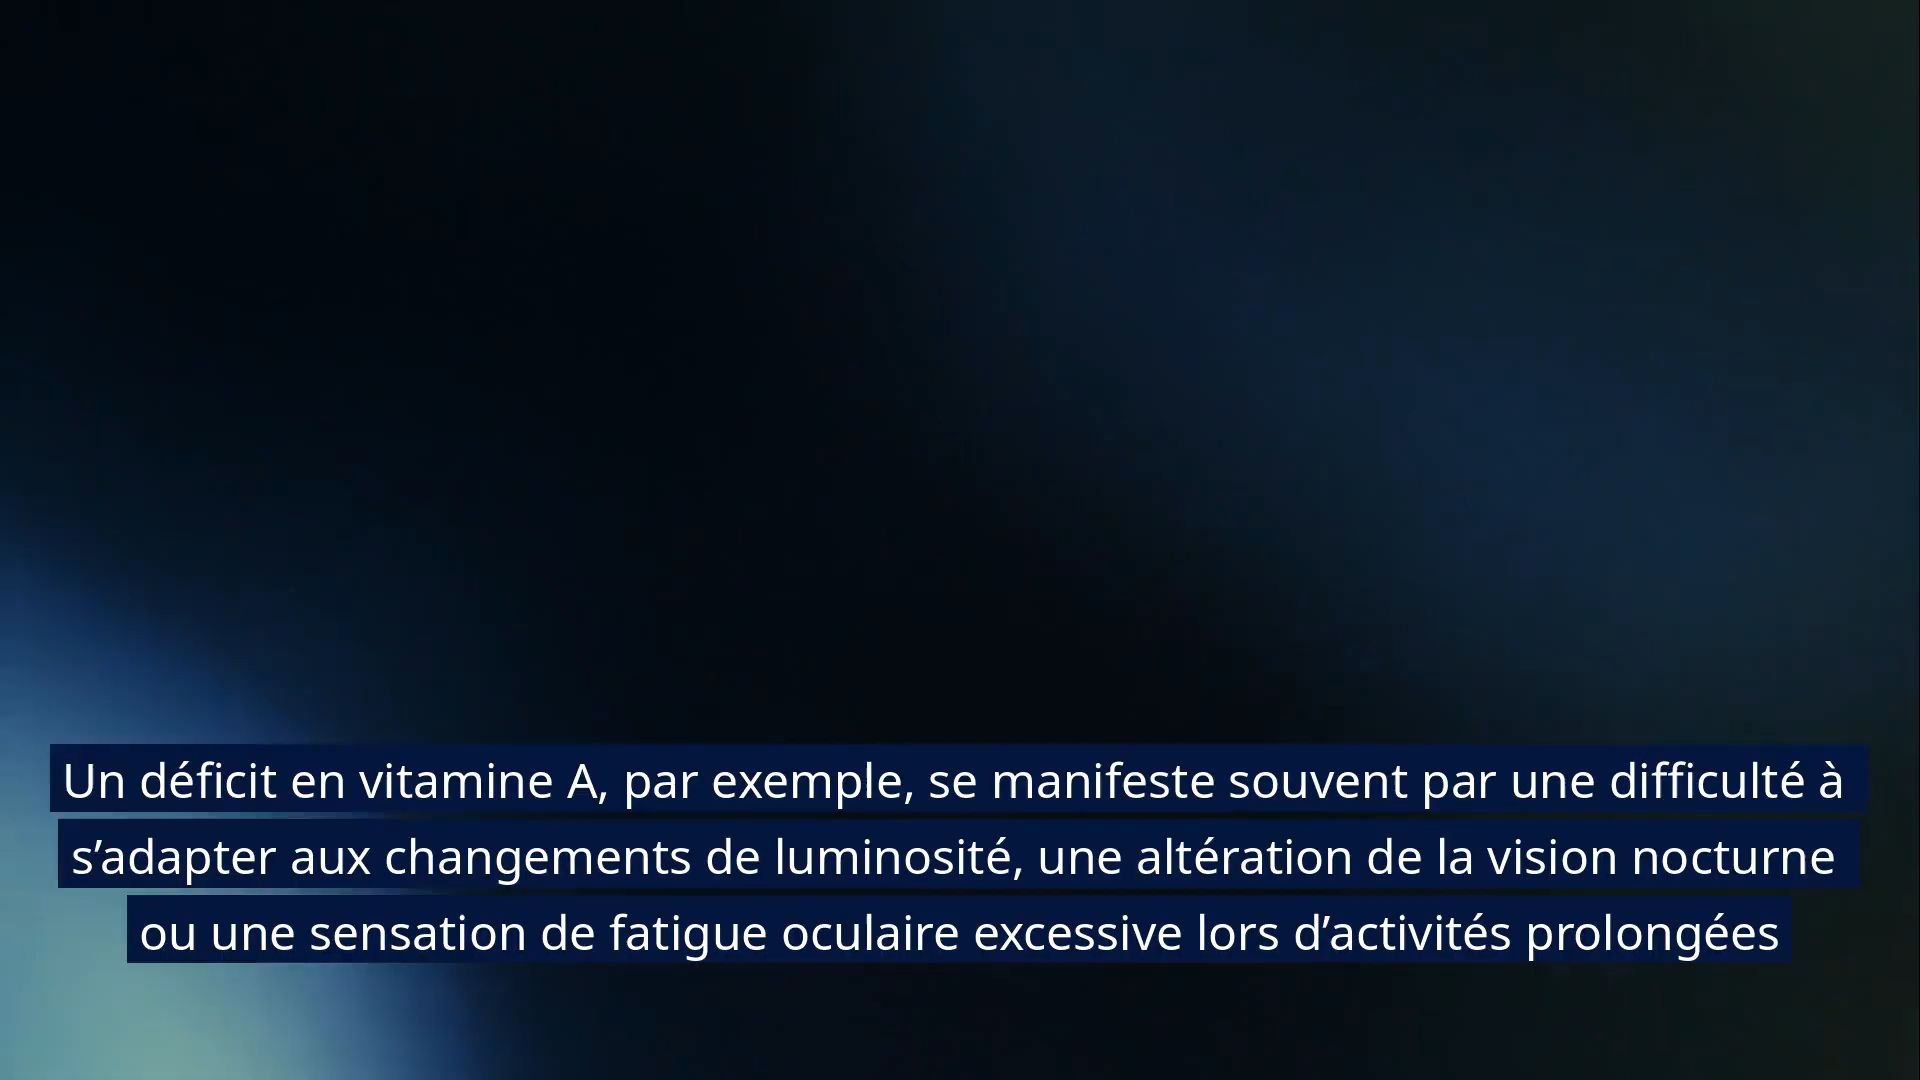 Un déficit en vitamine A, par exemple, se manifeste souvent par une difficulté à
s’adapter aux changements de luminosité, une altération de la vision nocturne
ou une sensation de fatigue oculaire excessive lors d’activités prolongées